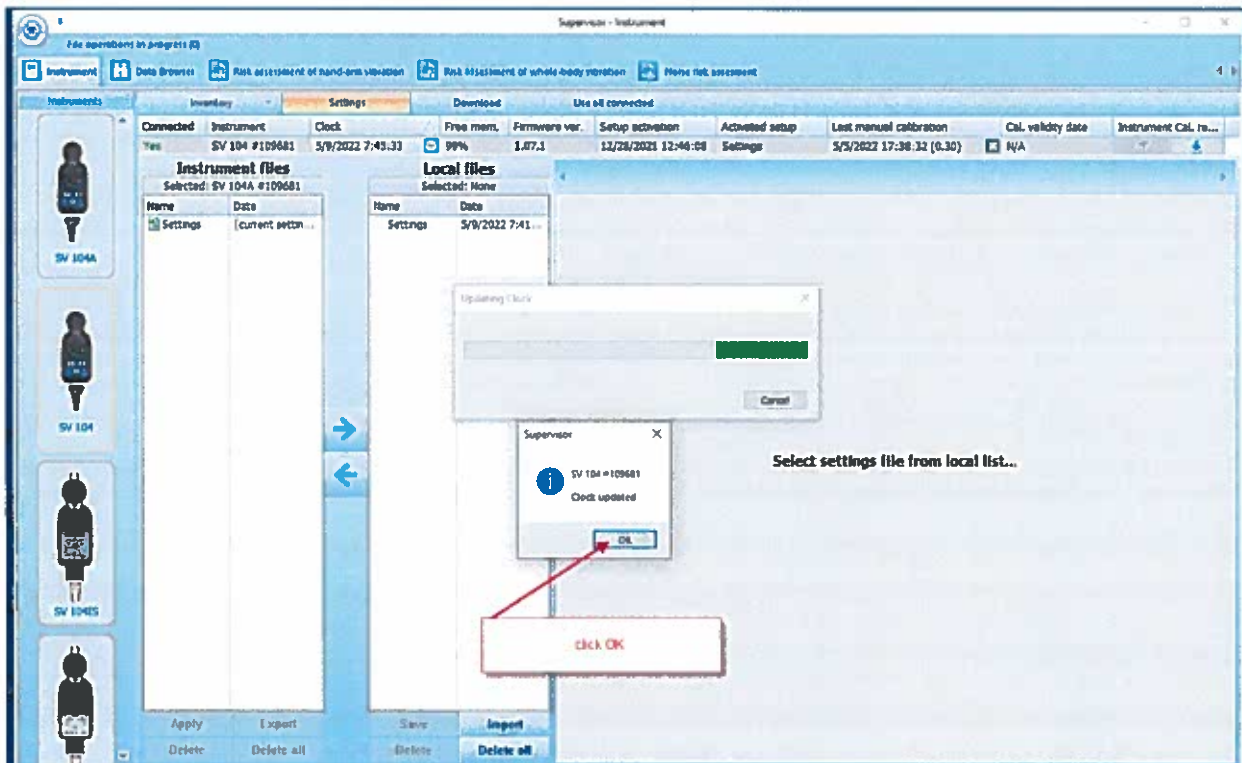 Supervisor - Instrument
File operations in progress (0)
Instrument Data Browser Risk assessment of hand-arm vibration Risk assessment of whole-body vibration Noise risk assessment
Instruments Inventory Settings Download Use all connected
Connected Instrument Clock Free mem. Firmware ver. Setup activation Activated setup Last manual calibration Cal. validity date Instrument Cal. re...
Yes SV 104 #109681 5/9/2022 7:45:33 99% 1.07.1 12/28/2021 12:46:08 Settings 5/5/2022 17:38:32 (0.30) N/A
Instrument files Local files
Selected: SV 104A #109681 Selected: None
Name Date Name Date
Settings [current settin... Settings 5/9/2022 7:41...
SV 104A
Updating Clock
Cancel
SV 104
Supervisor
SV 104 #109681
Clock updated
OK
Select settings file from local list...
SV 104IS
click OK
Apply Export Save Import
Delete Delete all Delete Delete all